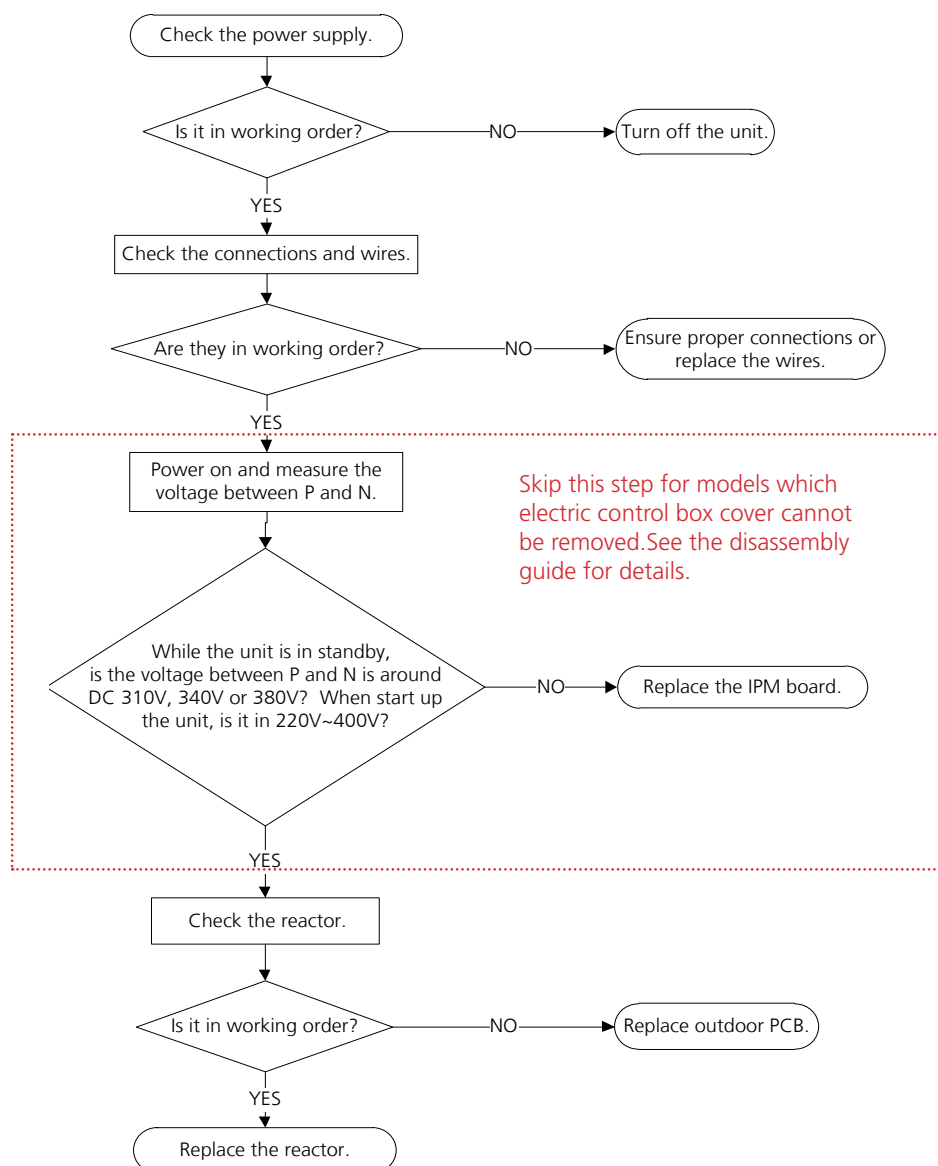 Check the power supply.
Is it in working order?
NO
Turn off the unit.
YES
Check the connections and wires.
Are they in working order?
NO
Ensure proper connections or
replace the wires.
YES
Power on and measure the
voltage between P and N.
Skip this step for models which
electric control box cover cannot
be removed.See the disassembly
guide for details.
While the unit is in standby,
is the voltage between P and N is around
DC 310V, 340V or 380V? When start up
the unit, is it in 220V~400V?
NO
Replace the IPM board.
YES
Check the reactor.
Is it in working order?
NO
Replace outdoor PCB.
YES
Replace the reactor.